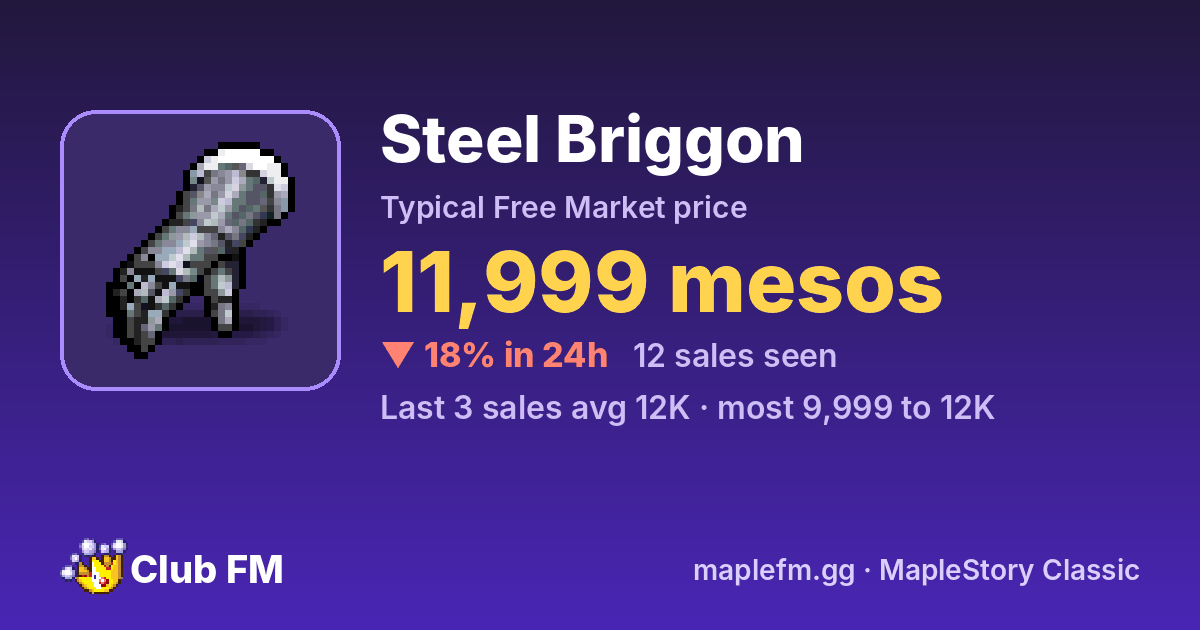 Steel Briggon
Typical Free Market price
11,999 mesos
▼ 18% in 24h 12 sales seen
Last 3 sales avg 12K · most 9,999 to 12K
Club FM
maplefm.gg · MapleStory Classic